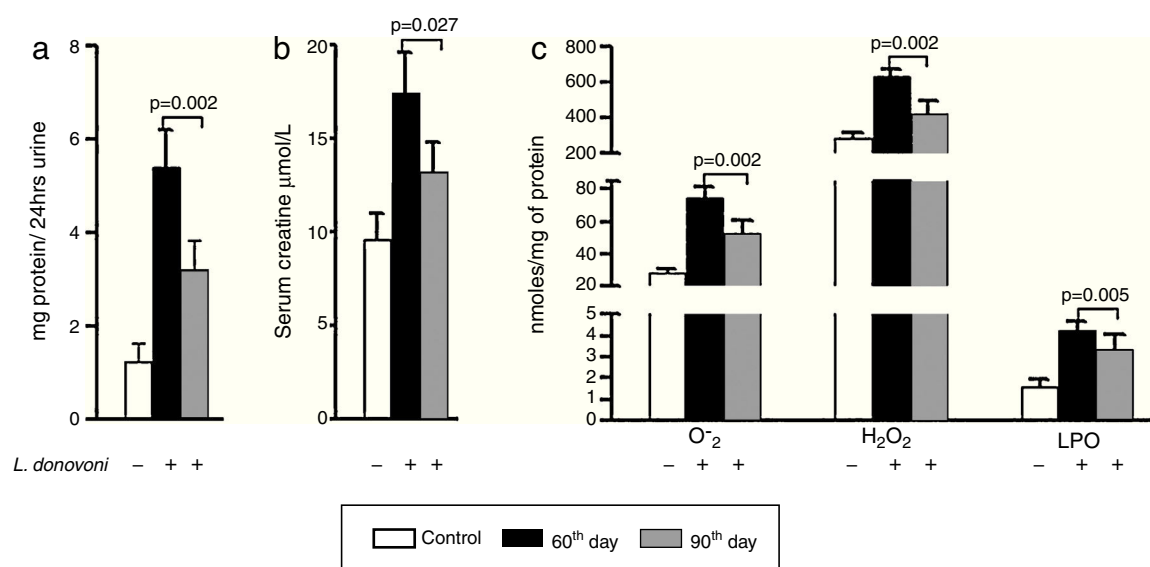 a
mg protein/ 24hrs urine
8
6
4
2
0
p=0.002
b
Serum creatine μmol/L
20
15
10
5
0
p=0.027
c
nmoles/mg of protein
800
600
400
200
80
60
40
20
5
4
3
2
1
0
p=0.002
p=0.002
p=0.005
O⁻₂ H₂O₂ LPO
L. donovoni – + + – + + – + + – + + – + +
Control 60th day 90th day